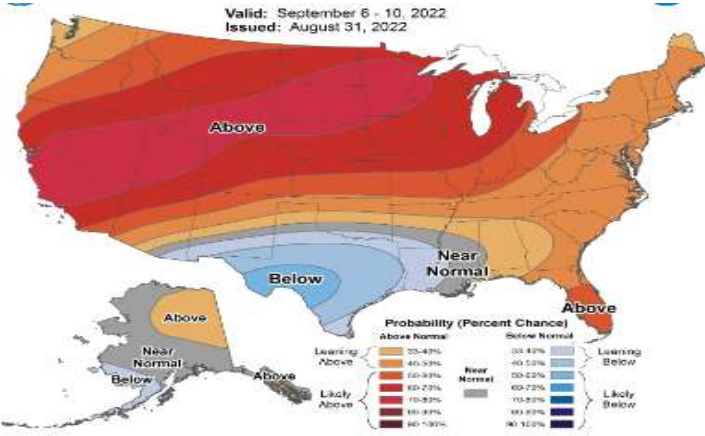 Valid: September 6 - 10, 2022
Issued: August 31, 2022
Above
Near
Normal
Below
Above
Above
Near
Normal
Below
Above
Probability (Percent Chance)
Above Normal
Below Normal
Leaning
Above
Likely
Above
33-40%
40-50%
50-60%
60-70%
70-80%
80-90%
90-100%
Near
Normal
33-40%
40-50%
50-60%
60-70%
70-80%
80-90%
90-100%
Leaning
Below
Likely
Below